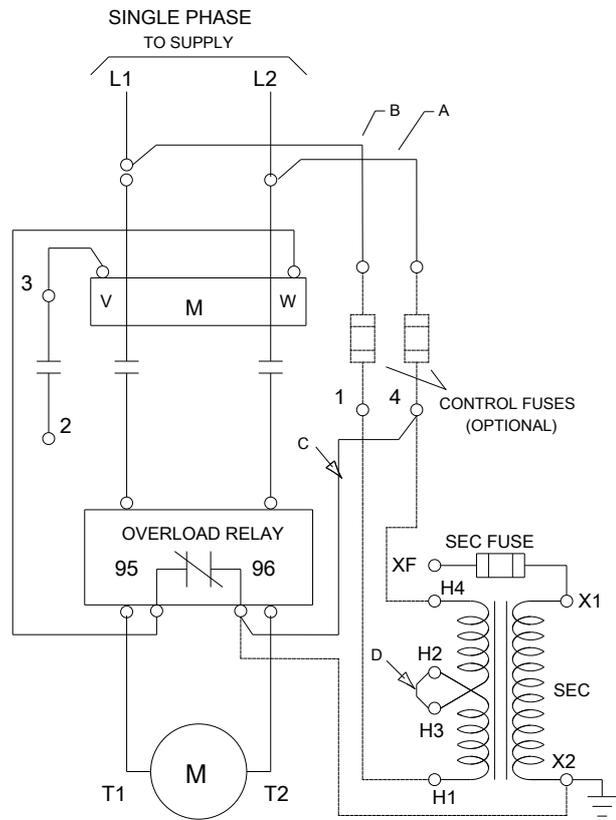 SINGLE PHASE
TO SUPPLY
L1
L2
B
A
3
V
M
W
2
1
4
CONTROL FUSES
(OPTIONAL)
C
OVERLOAD RELAY
95
96
SEC FUSE
XF
H4
X1
D
H2
SEC
H3
X2
H1
M
T1
T2